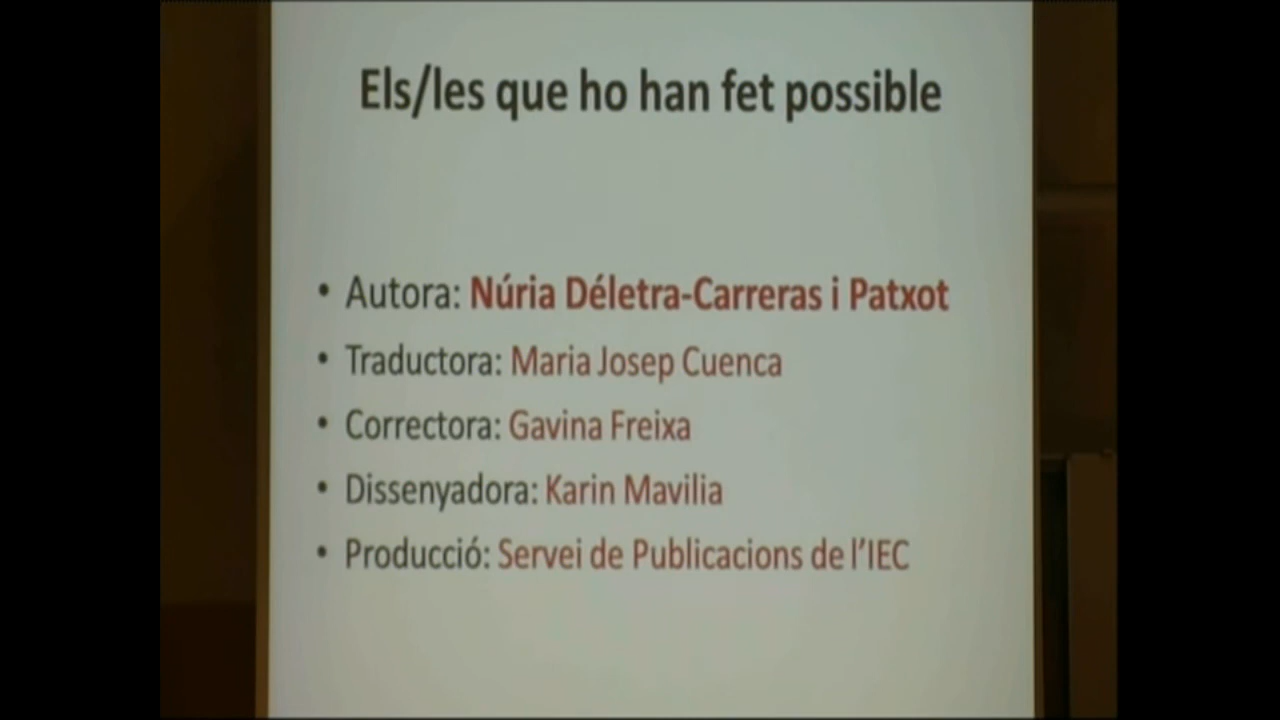 Els/les que ho han fet possible
• Autora: Núria Déletra-Carreras i Patxot
• Traductora: Maria Josep Cuenca
• Correctora: Gavina Freixa
• Dissenyadora: Karin Mavilia
• Producció: Servei de Publicacions de l'IEC